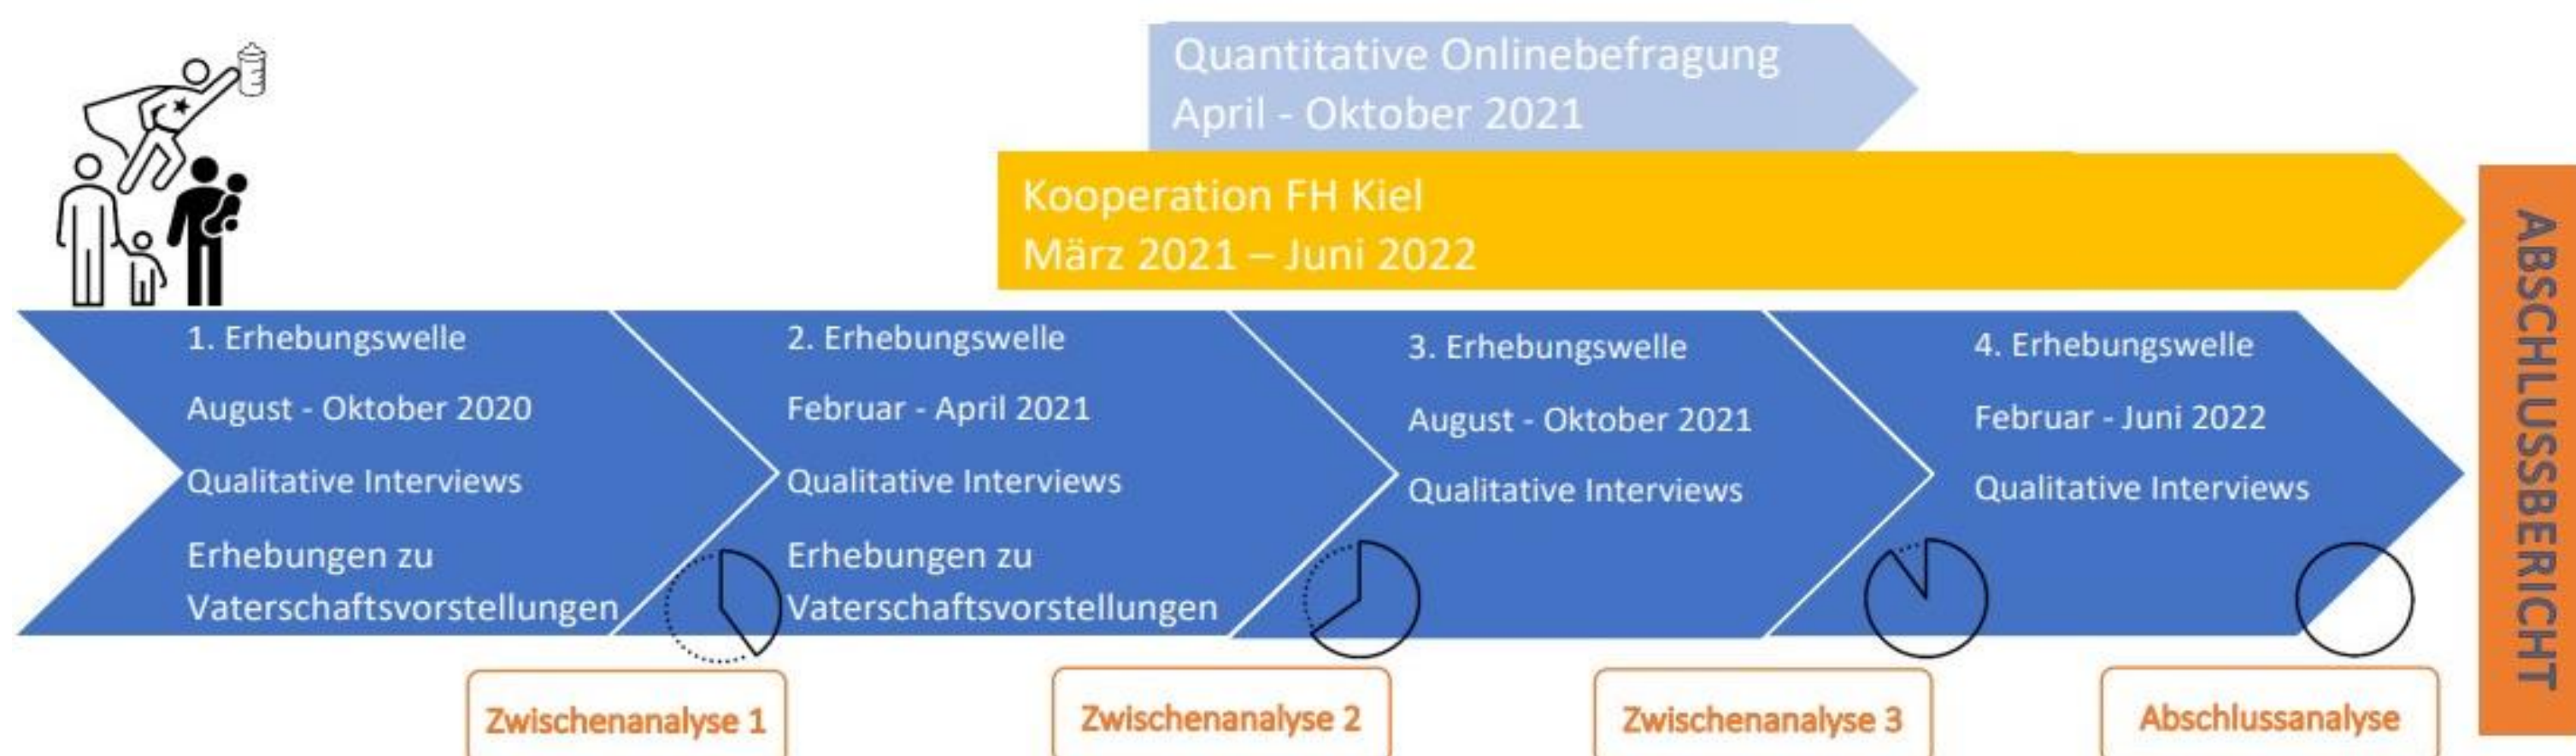 Quantitative Onlinebefragung
April - Oktober 2021
Kooperation FH Kiel
März 2021 – Juni 2022
1. Erhebungswelle
August - Oktober 2020
Qualitative Interviews
Erhebungen zu
Vaterschaftsvorstellungen
2. Erhebungswelle
Februar - April 2021
Qualitative Interviews
Erhebungen zu
Vaterschaftsvorstellungen
3. Erhebungswelle
August - Oktober 2021
Qualitative Interviews
4. Erhebungswelle
Februar - Juni 2022
Qualitative Interviews
Zwischenanalyse 1
Zwischenanalyse 2
Zwischenanalyse 3
Abschlussanalyse
ABSCHLUSSBERICHT